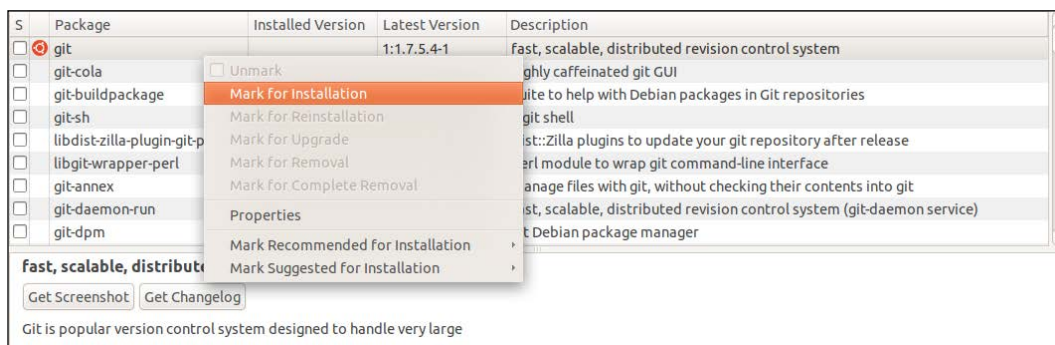 S Package Installed Version Latest Version Description
git 1:1.7.5.4-1 fast, scalable, distributed revision control system
git-cola ghly caffeinated git GUI
git-buildpackage uite to help with Debian packages in Git repositories
git-sh git shell
libdist-zilla-plugin-git-p ist::Zilla plugins to update your git repository after release
libgit-wrapper-perl erl module to wrap git command-line interface
git-annex anage files with git, without checking their contents into git
git-daemon-run ast, scalable, distributed revision control system (git-daemon service)
git-dpm t Debian package manager
Unmark
Mark for Installation
Mark for Reinstallation
Mark for Upgrade
Mark for Removal
Mark for Complete Removal
Properties
Mark Recommended for Installation
Mark Suggested for Installation
fast, scalable, distribute
Get Screenshot Get Changelog
Git is popular version control system designed to handle very large